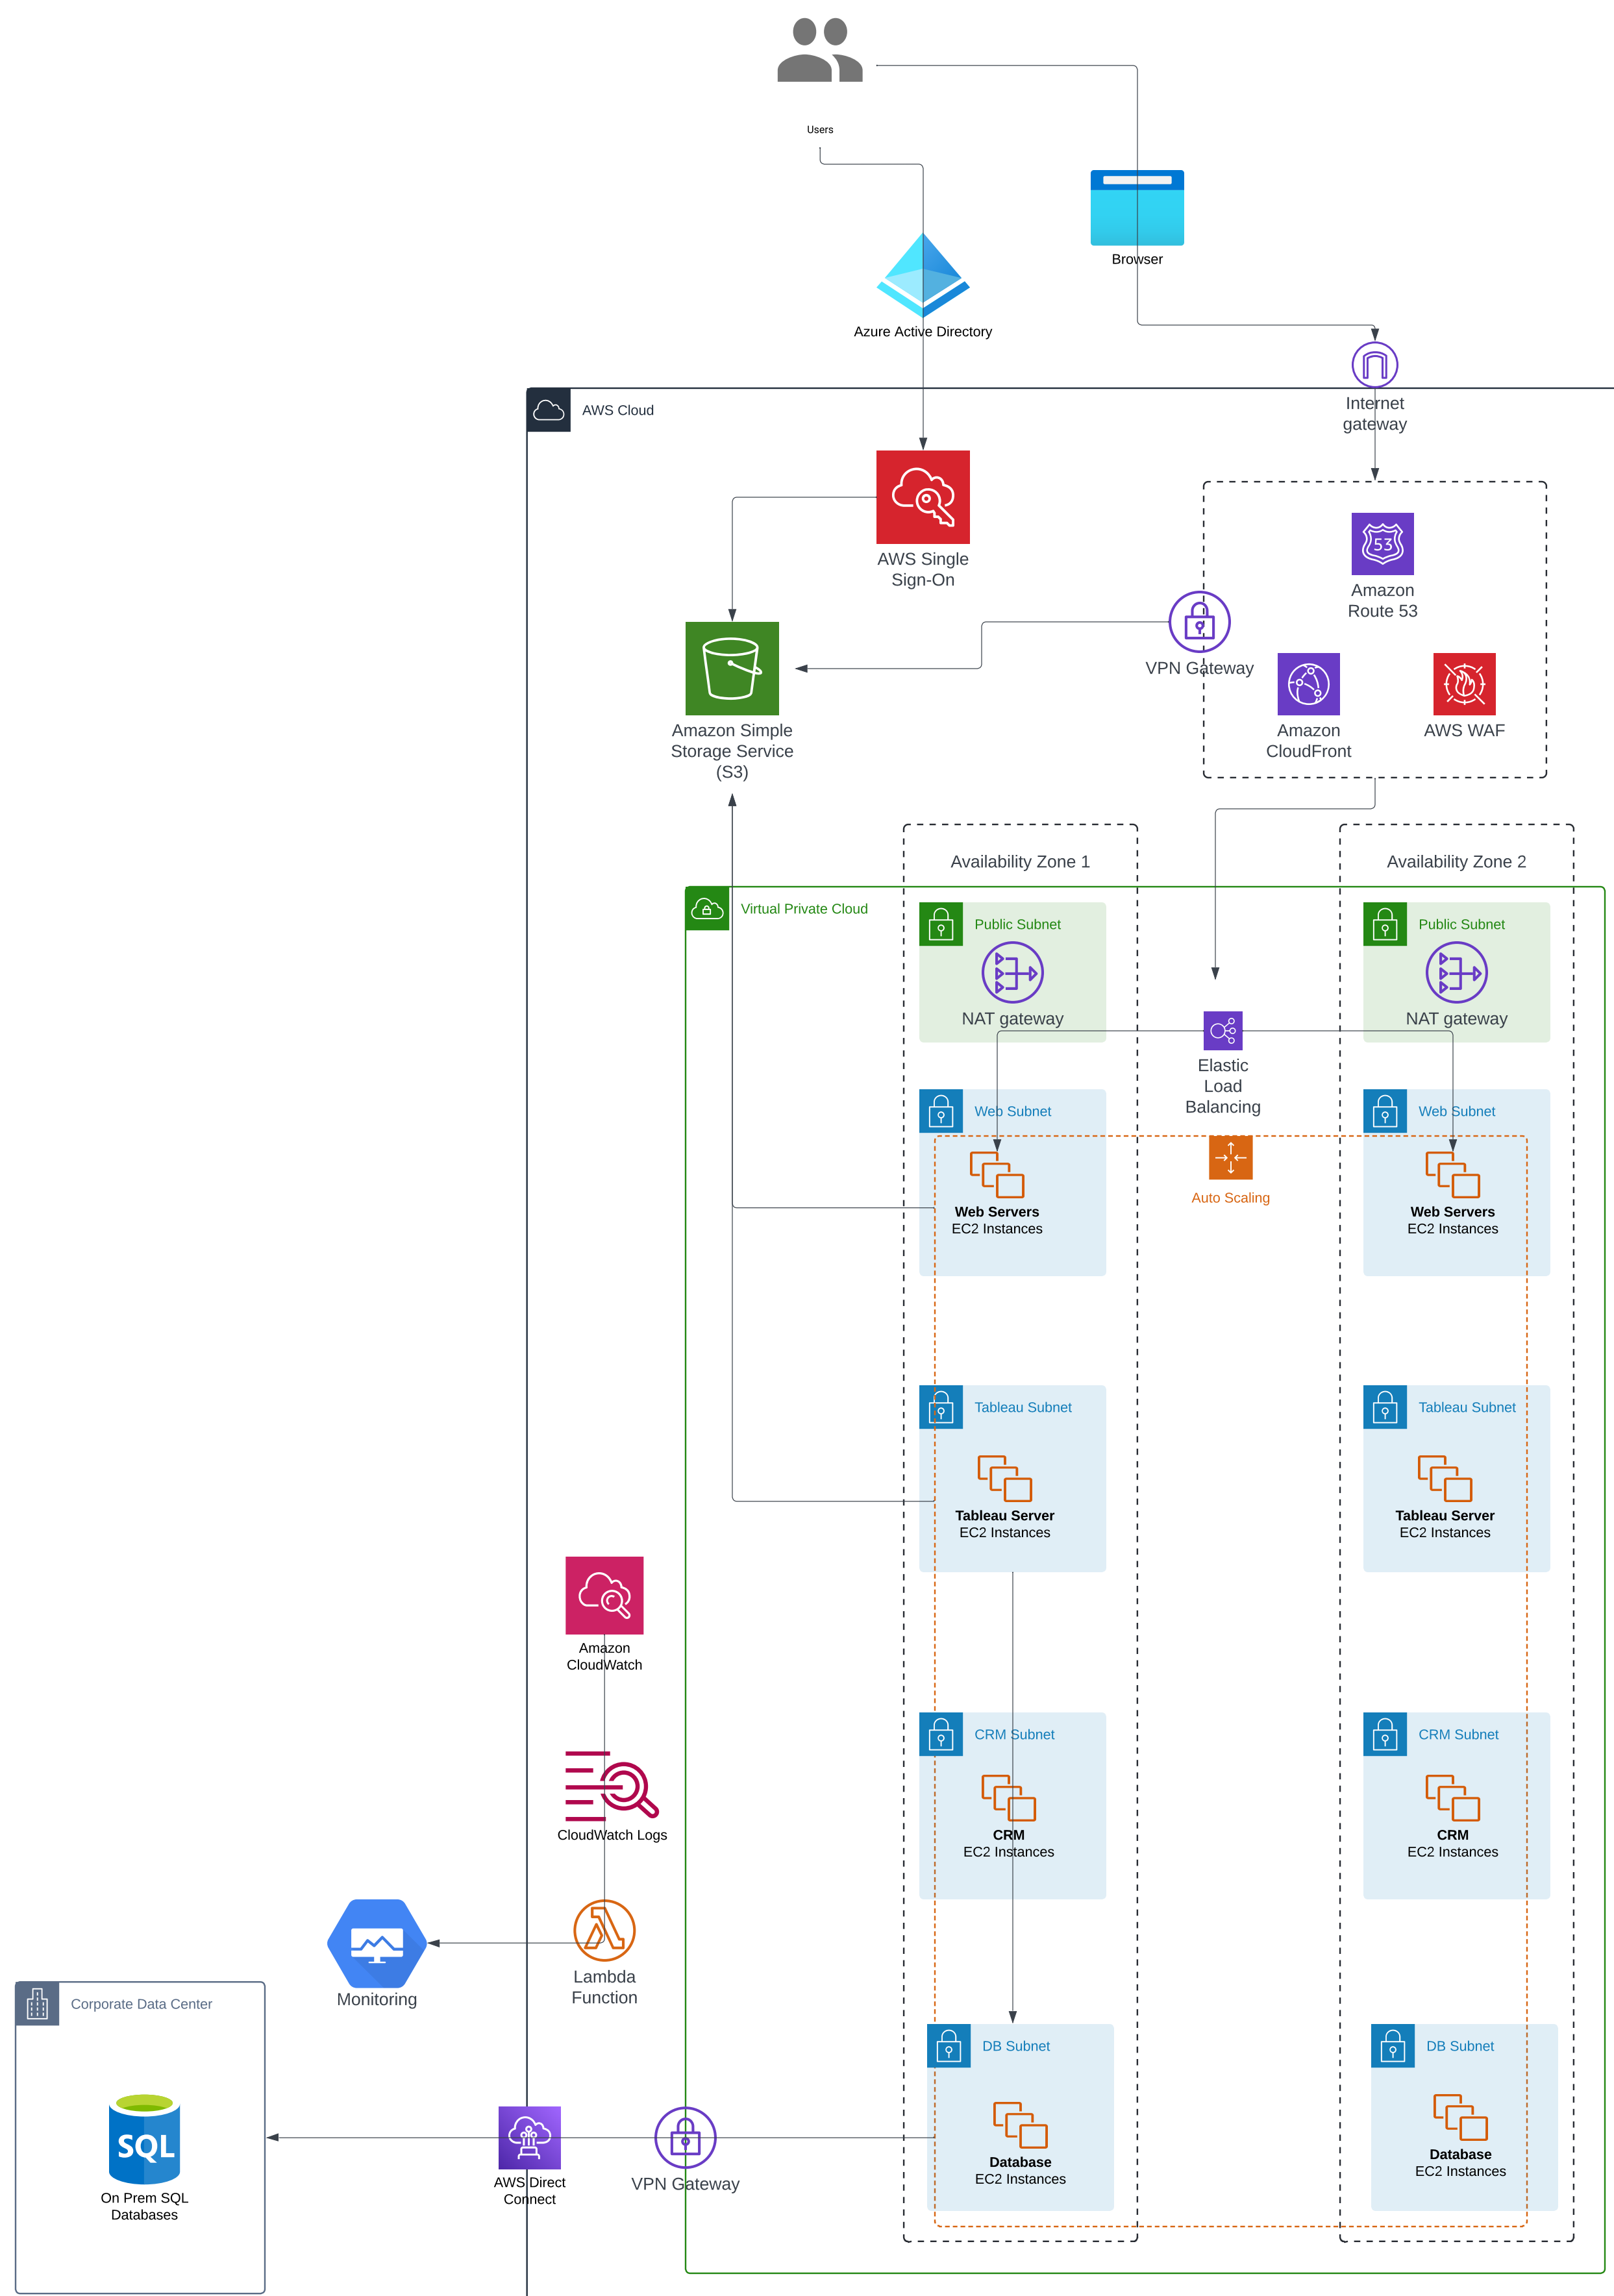 Users
Browser
Azure Active Directory
Internet
gateway
AWS Cloud
AWS Single
Sign-On
53
Amazon
Route 53
VPN Gateway
Amazon
CloudFront
AWS WAF
Amazon Simple
Storage Service
(S3)
Availability Zone 1
Availability Zone 2
Virtual Private Cloud
Public Subnet
NAT gateway
Public Subnet
NAT gateway
Elastic
Load
Balancing
Web Subnet
Web Servers
EC2 Instances
Auto Scaling
Web Subnet
Web Servers
EC2 Instances
Tableau Subnet
Tableau Server
EC2 Instances
Tableau Subnet
Tableau Server
EC2 Instances
Amazon
CloudWatch
CloudWatch Logs
CRM Subnet
CRM
EC2 Instances
CRM Subnet
CRM
EC2 Instances
Monitoring
Lambda
Function
Corporate Data Center
SQL
On Prem SQL
Databases
AWS Direct
Connect
VPN Gateway
DB Subnet
Database
EC2 Instances
DB Subnet
Database
EC2 Instances